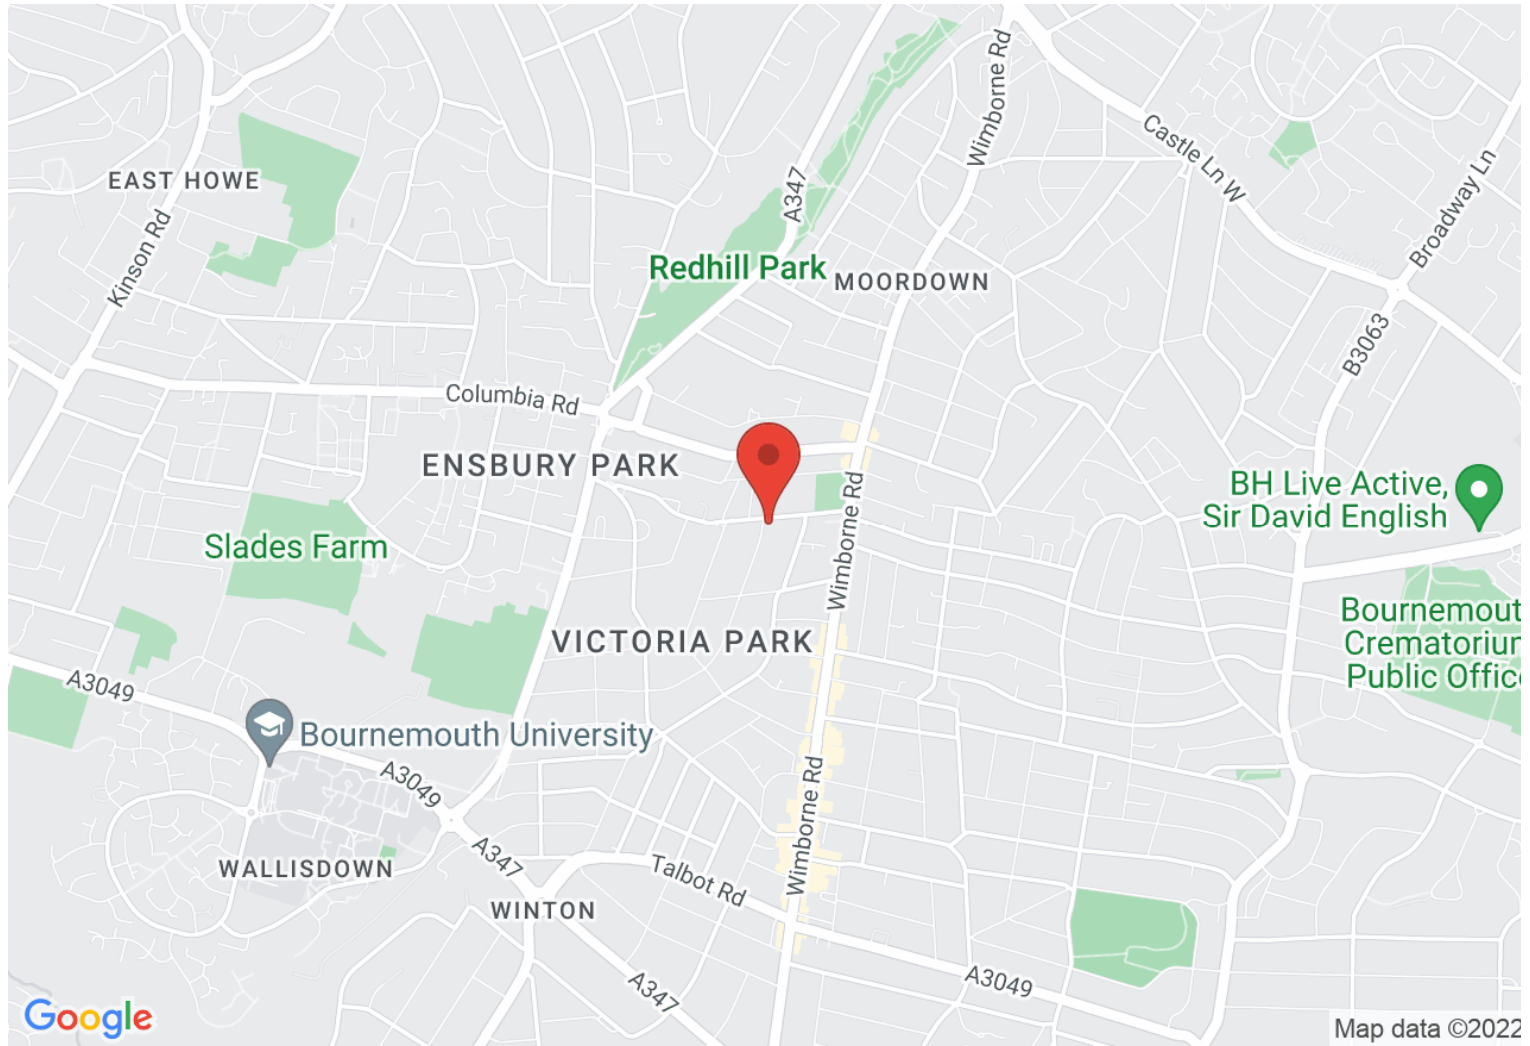 Wimborne Rd
Castle Ln W
Broadway Ln
EAST HOWE
Kinson Rd
A347
Redhill Park
MOORDOWN
B3063
Columbia Rd
ENSBURY PARK
BH Live Active,
Sir David English
Slades Farm
Wimborne Rd
VICTORIA PARK
Bournemout
Crematoriun
Public Office
A3049
Bournemouth University
A3049
Wimborne Rd
A347
WALLISDOWN
Talbot Rd
WINTON
A347
A3049
Google
Map data ©2022